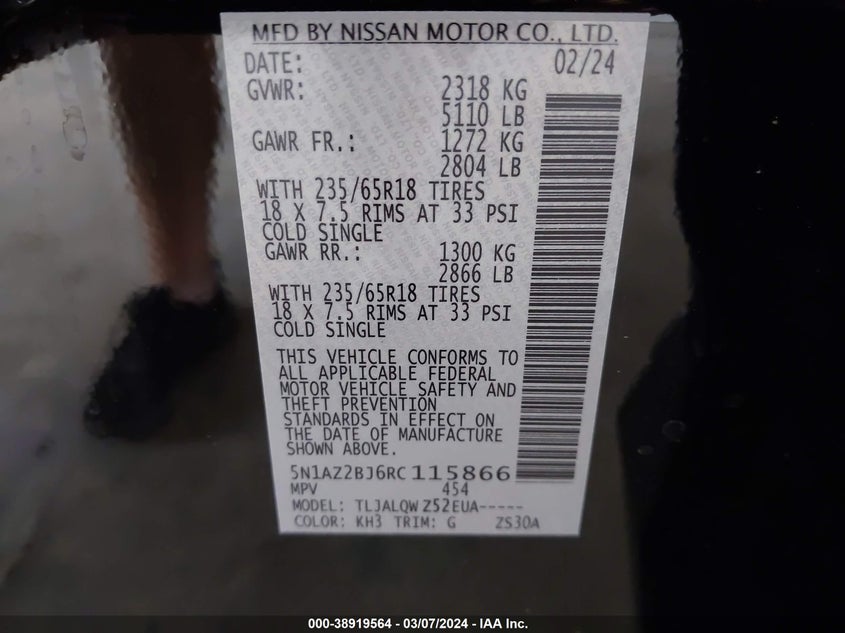 MFD BY NISSAN MOTOR CO., LTD.
DATE: 02/24
GVWR: 2318 KG
5110 LB
GAWR FR.: 1272 KG
2804 LB
WITH 235/65R18 TIRES
18 X 7.5 RIMS AT 33 PSI
COLD SINGLE
GAWR RR.: 1300 KG
2866 LB
WITH 235/65R18 TIRES
18 X 7.5 RIMS AT 33 PSI
COLD SINGLE
THIS VEHICLE CONFORMS TO
ALL APPLICABLE FEDERAL
MOTOR VEHICLE SAFETY AND
THEFT PREVENTION
STANDARDS IN EFFECT ON
THE DATE OF MANUFACTURE
SHOWN ABOVE.
5N1AZ2BJ6RC115866
MPV 454
MODEL: TLJALQW Z52EUA-----
COLOR: KH3 TRIM: G ZS30A
000-38919564 - 03/07/2024 - IAA Inc.